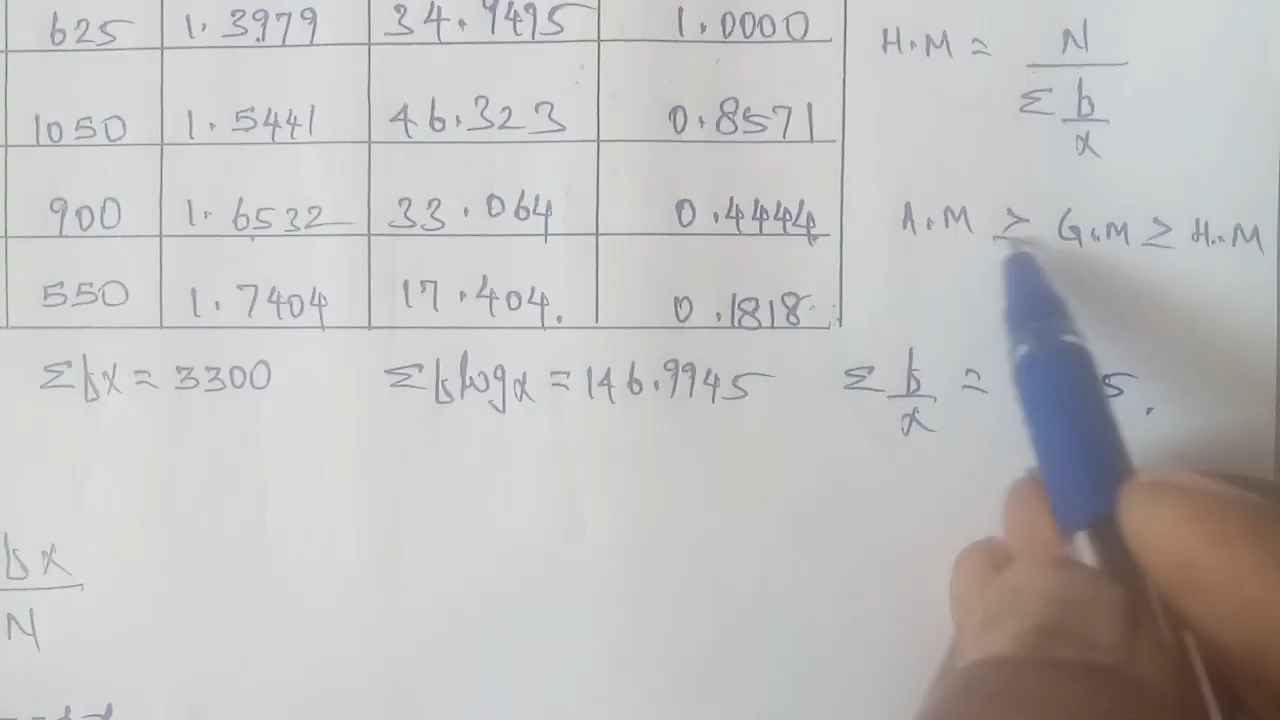 625 1.3979 34.9495 1.0000
1050 1.5441 46.323 0.8571
900 1.6532 33.064 0.4444
550 1.7404 17.404. 0.1818
Σfx = 3300 Σf logx = 146.9945 Σ f/x = 5.
H.M = N / Σ f/x
A.M ≥ G.M ≥ H.M
fx / N